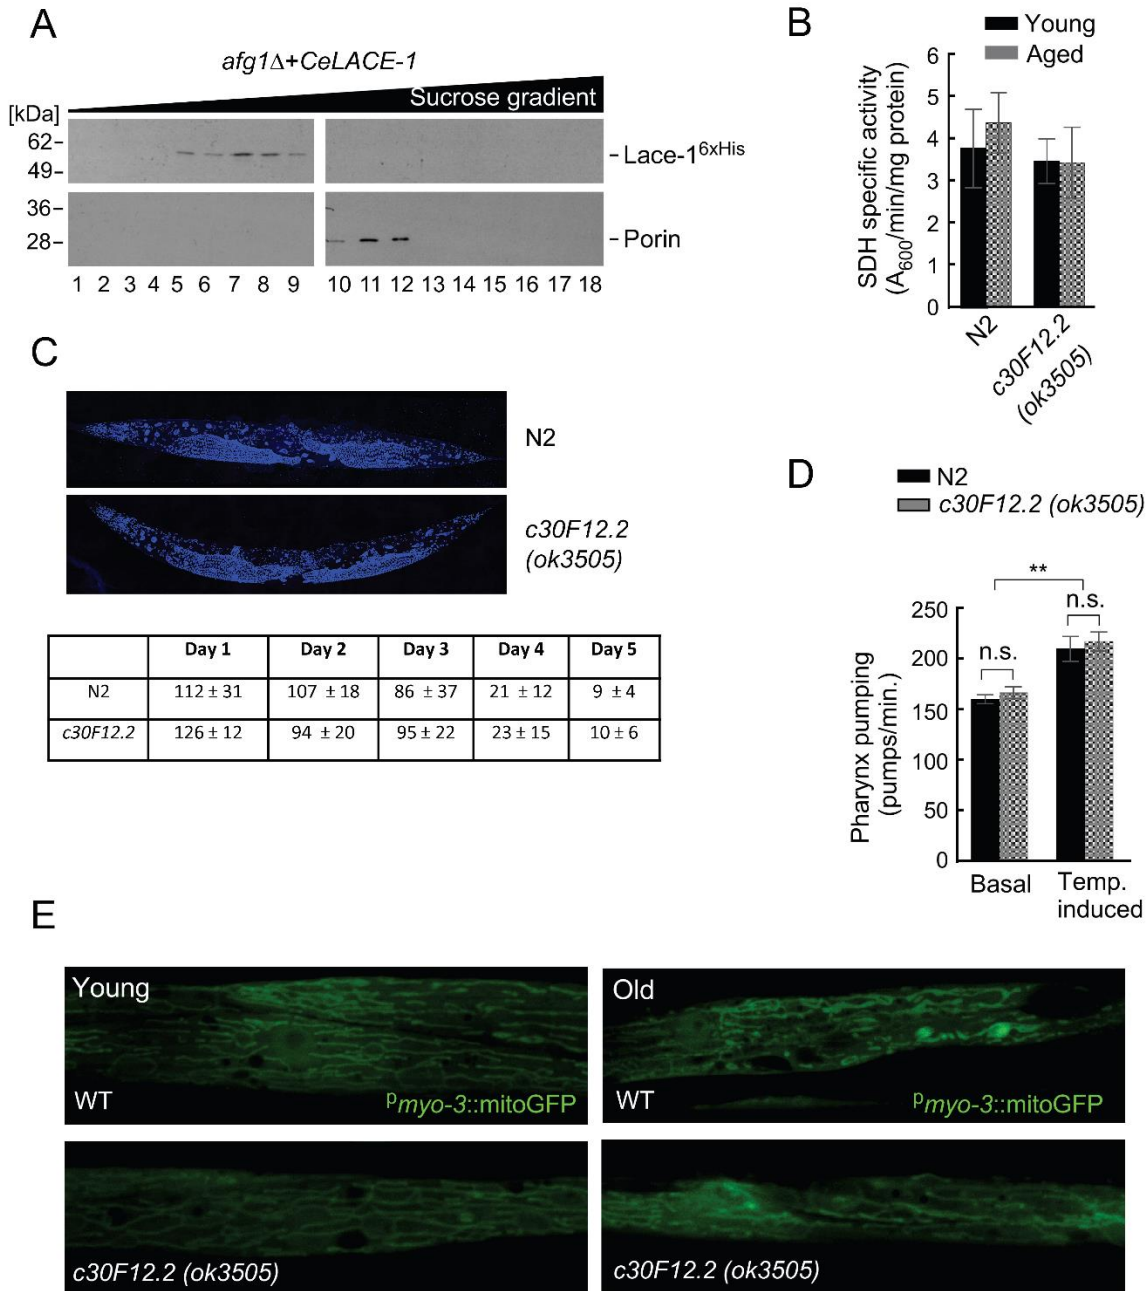 A
afg1Δ+CeLACE-1
Sucrose gradient
[kDa]
62
49
Lace-1⁶ˣᴴⁱˢ
36
28
Porin
1 2 3 4 5 6 7 8 9 10 11 12 13 14 15 16 17 18
B
Young
Aged
SDH specific activity
(A₆₀₀/min/mg protein)
6
5
4
3
2
1
0
N2
c30F12.2
(ok3505)
C
N2
c30F12.2
(ok3505)
Day 1 Day 2 Day 3 Day 4 Day 5
N2 112 ± 31 107 ± 18 86 ± 37 21 ± 12 9 ± 4
c30F12.2 126 ± 12 94 ± 20 95 ± 22 23 ± 15 10 ± 6
D
N2
c30F12.2 (ok3505)
**
n.s.
n.s.
Pharynx pumping
(pumps/min.)
250
200
150
100
50
0
Basal
Temp.
induced
E
Young
WT
ᵖmyo-3::mitoGFP
Old
WT
ᵖmyo-3::mitoGFP
c30F12.2 (ok3505)
c30F12.2 (ok3505)